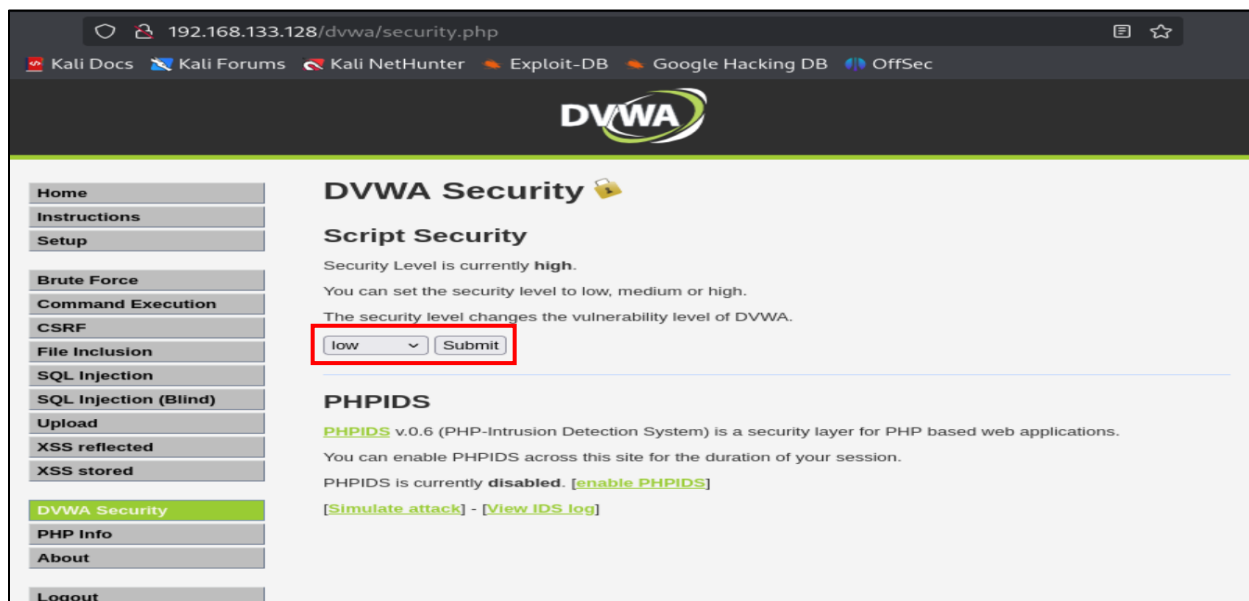 192.168.133.128/dvwa/security.php
Kali Docs Kali Forums Kali NetHunter Exploit-DB Google Hacking DB OffSec
DVWA
Home
Instructions
Setup
Brute Force
Command Execution
CSRF
File Inclusion
SQL Injection
SQL Injection (Blind)
Upload
XSS reflected
XSS stored
DVWA Security
PHP Info
About
Logout
DVWA Security
Script Security
Security Level is currently high.
You can set the security level to low, medium or high.
The security level changes the vulnerability level of DVWA.
low Submit
PHPIDS
PHPIDS v.0.6 (PHP-Intrusion Detection System) is a security layer for PHP based web applications.
You can enable PHPIDS across this site for the duration of your session.
PHPIDS is currently disabled. [enable PHPIDS]
[Simulate attack] - [View IDS log]